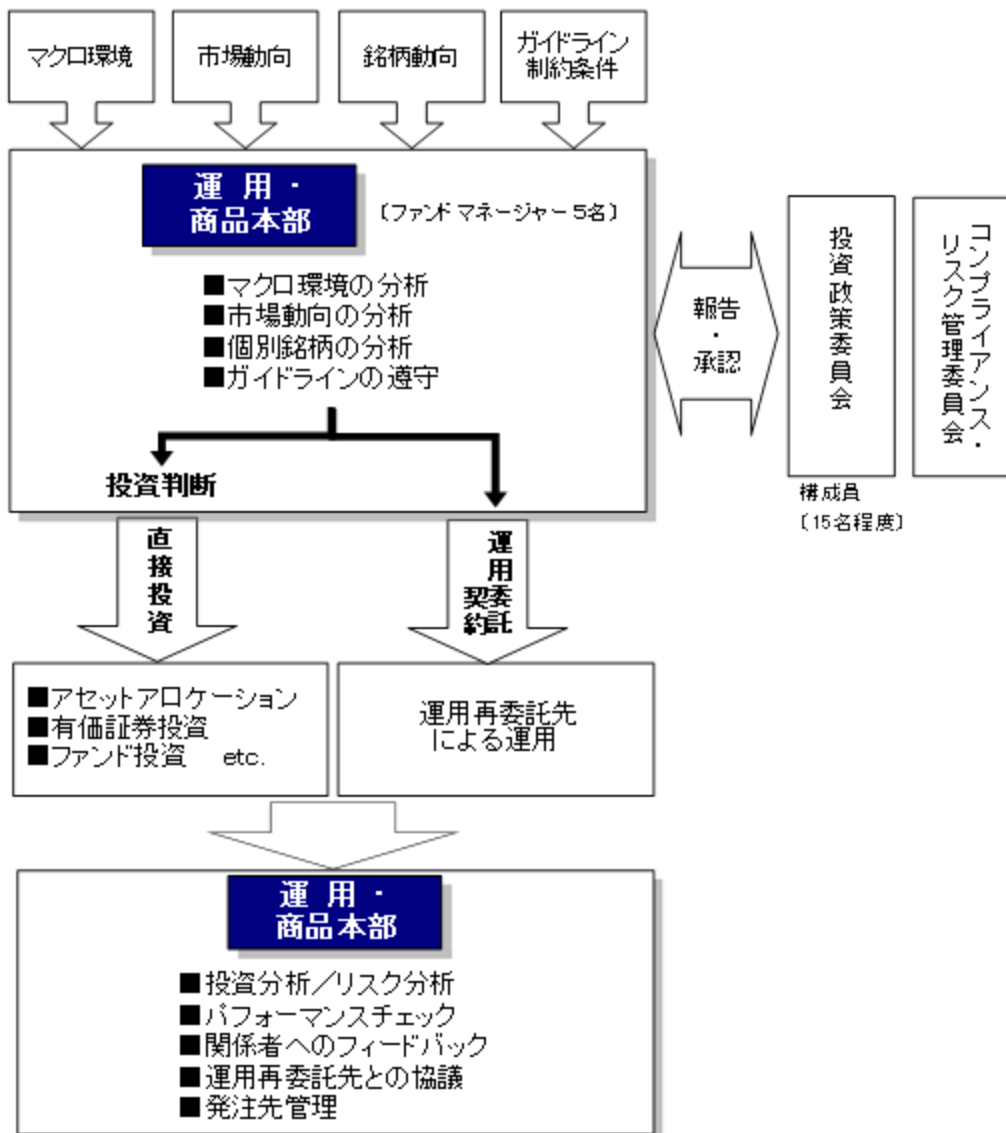 マクロ環境
市場動向
銘柄動向
ガイドライン
制約条件
運 用 ・
商品本部
〔ファンドマネージャー5名〕
■マクロ環境の分析
■市場動向の分析
■個別銘柄の分析
■ガイドラインの遵守
投資判断
報告
・
承認
投資政策委員会
コンプライアンス・
リスク管理委員会
構成員
〔15名程度〕
直接投資
運用委託
契約
■アセットアロケーション
■有価証券投資
■ファンド投資 etc.
運用再委託先
による運用
運 用 ・
商品本部
■投資分析／リスク分析
■パフォーマンスチェック
■関係者へのフィードバック
■運用再委託先との協議
■発注先管理